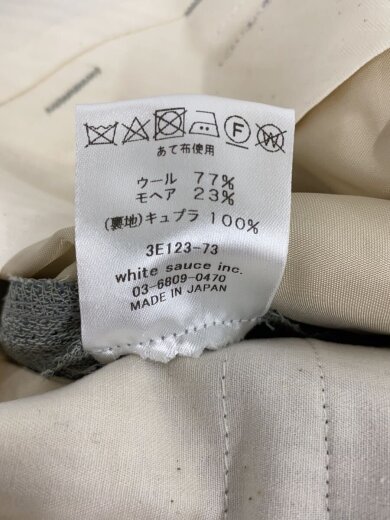 F W
あて布使用
ウール 77%
モヘア 23%
(裏地)キュプラ 100%
3E123-73
white sauce inc.
03-6809-0470
MADE IN JAPAN